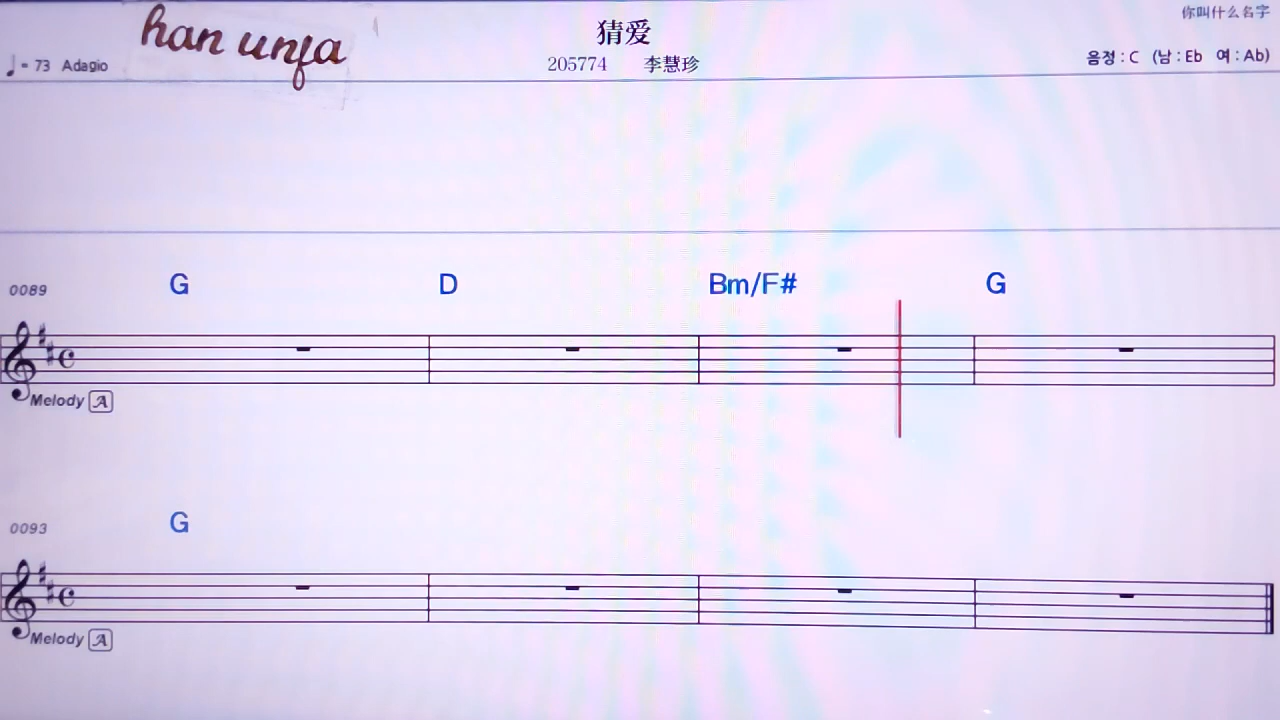 han unfa
猜爱
你叫什么名字
♩ = 73 Adagio
205774 李慧珍
음정 : C (남 : Eb 여 : Ab)
0089 G D Bm/F# G
Melody A
0093 G
Melody A